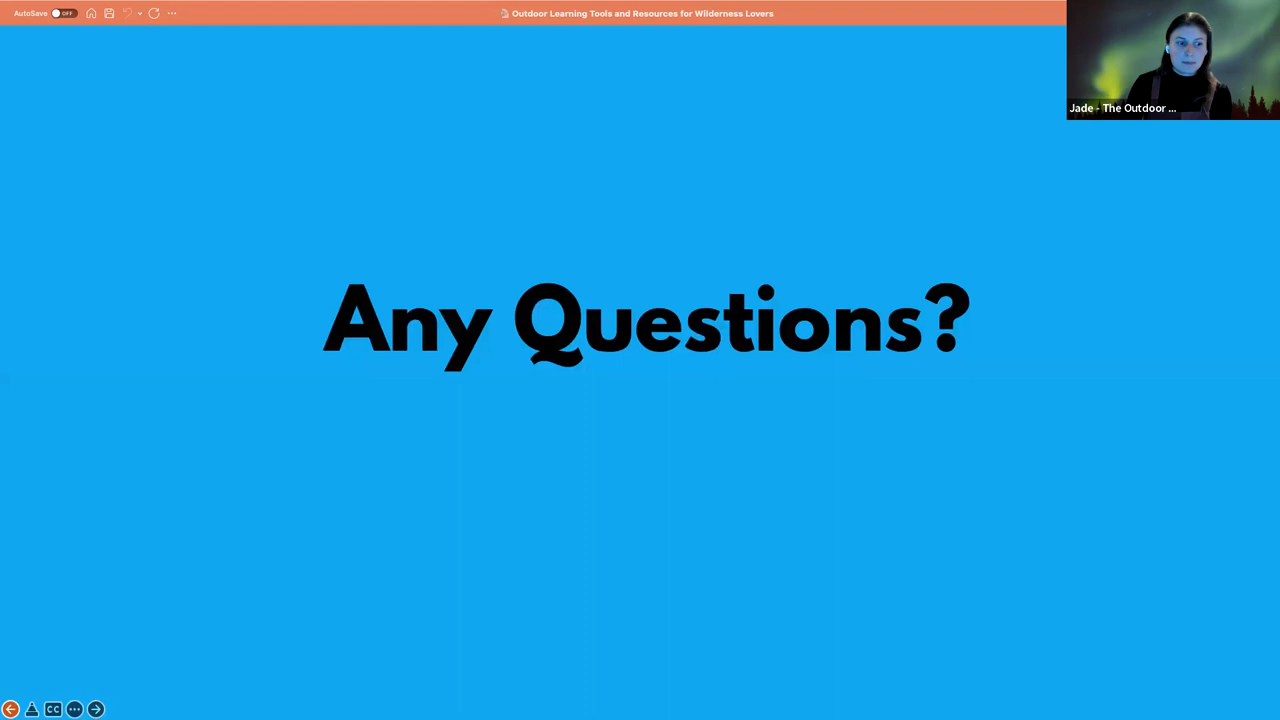 AutoSave OFF
Outdoor Learning Tools and Resources for Wilderness Lovers
Jade - The Outdoor ...
Any Questions?
CC